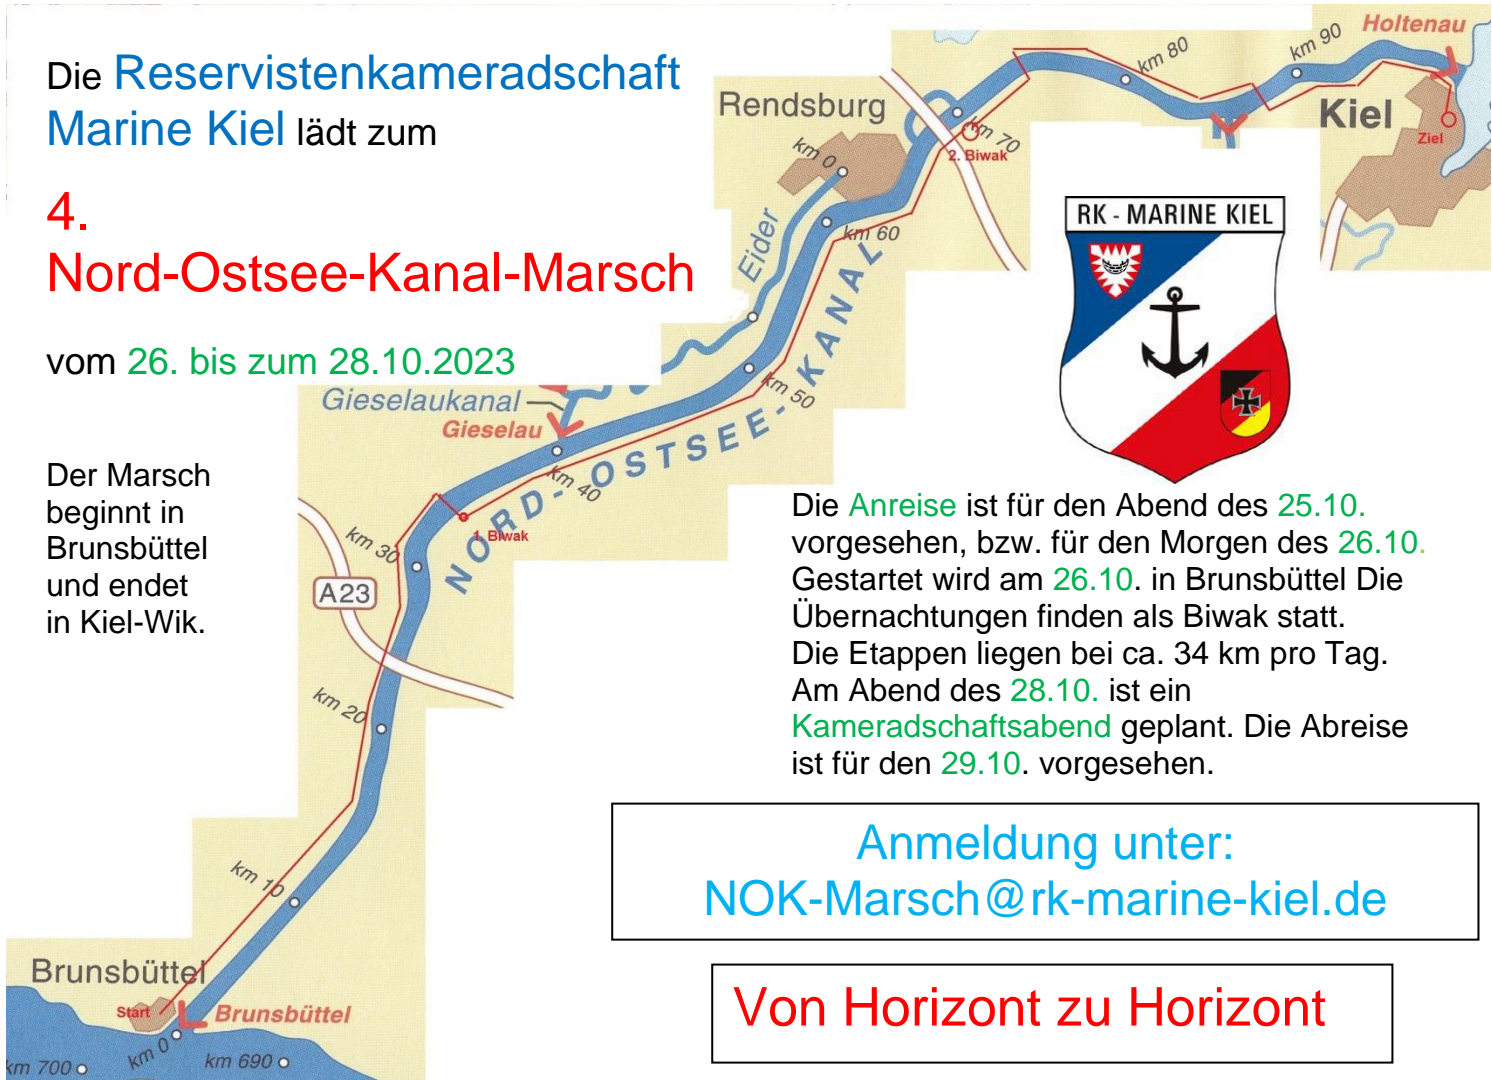 Die Reservistenkameradschaft
Marine Kiel lädt zum
4.
Nord-Ostsee-Kanal-Marsch
vom 26. bis zum 28.10.2023
Der Marsch
beginnt in
Brunsbüttel
und endet
in Kiel-Wik.
Holtenau
km 90
km 80
Kiel
Ziel
Rendsburg
km 70
2. Biwak
km 0
km 60
Eider
RK - MARINE KIEL
NORD-OSTSEE-KANAL
km 50
Gieselaukanal
Gieselau
km 40
1. Biwak
km 30
A23
km 20
km 10
Die Anreise ist für den Abend des 25.10.
vorgesehen, bzw. für den Morgen des 26.10.
Gestartet wird am 26.10. in Brunsbüttel Die
Übernachtungen finden als Biwak statt.
Die Etappen liegen bei ca. 34 km pro Tag.
Am Abend des 28.10. ist ein
Kameradschaftsabend geplant. Die Abreise
ist für den 29.10. vorgesehen.
Anmeldung unter:
NOK-Marsch@rk-marine-kiel.de
Von Horizont zu Horizont
Brunsbüttel
Start
Brunsbüttel
km 0
km 690
km 700